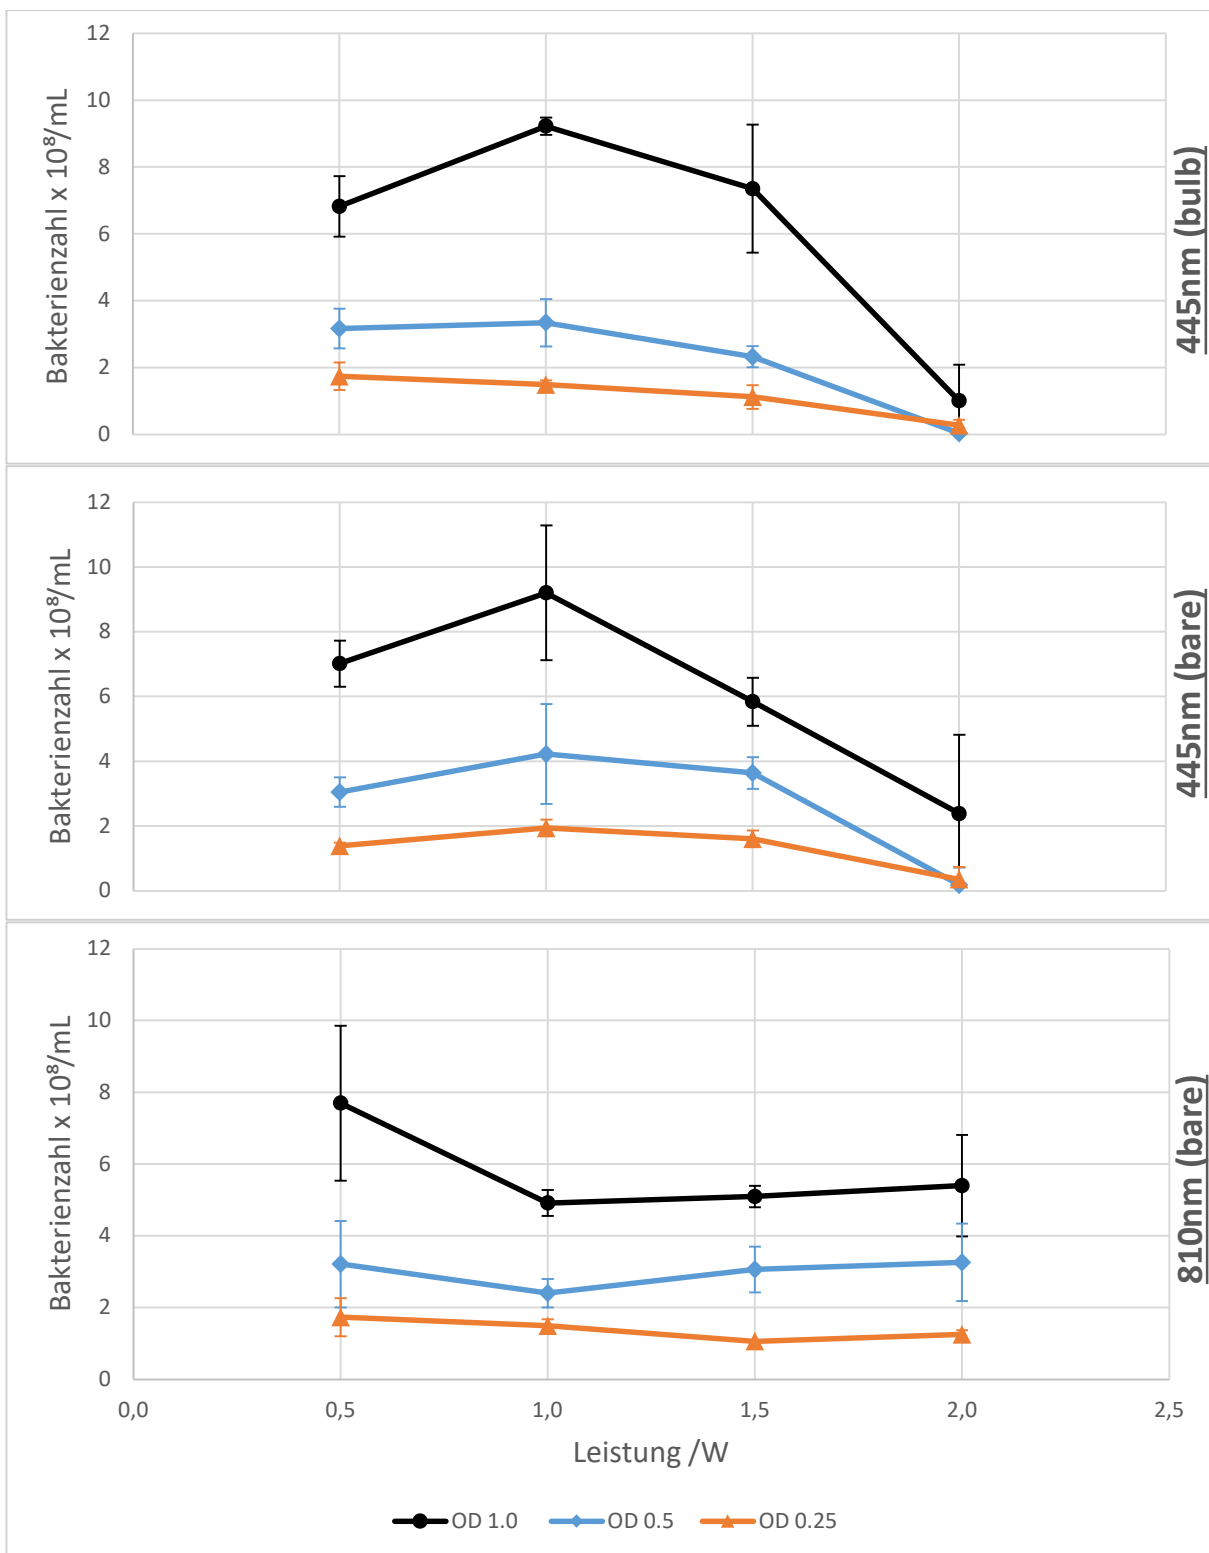 12
10
8
6
4
2
0
Bakterienzahl x 10⁸/mL
445nm (bulb)
12
10
8
6
4
2
0
Bakterienzahl x 10⁸/mL
445nm (bare)
12
10
8
6
4
2
0
Bakterienzahl x 10⁸/mL
810nm (bare)
0,0 0,5 1,0 1,5 2,0 2,5
Leistung /W
OD 1.0 OD 0.5 OD 0.25